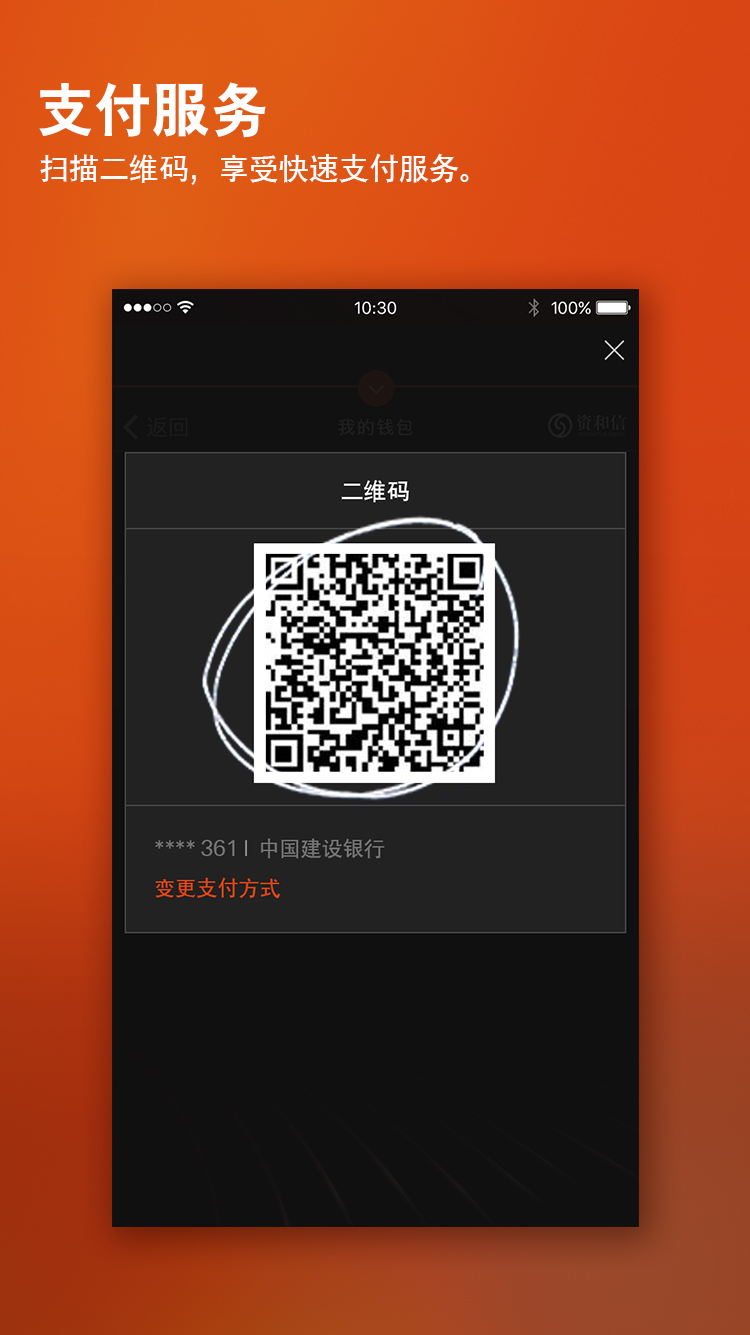 支付服务
扫描二维码，享受快速支付服务。
10:30
100%
返回
我的钱包
资和信
二维码
**** 361 | 中国建设银行
变更支付方式